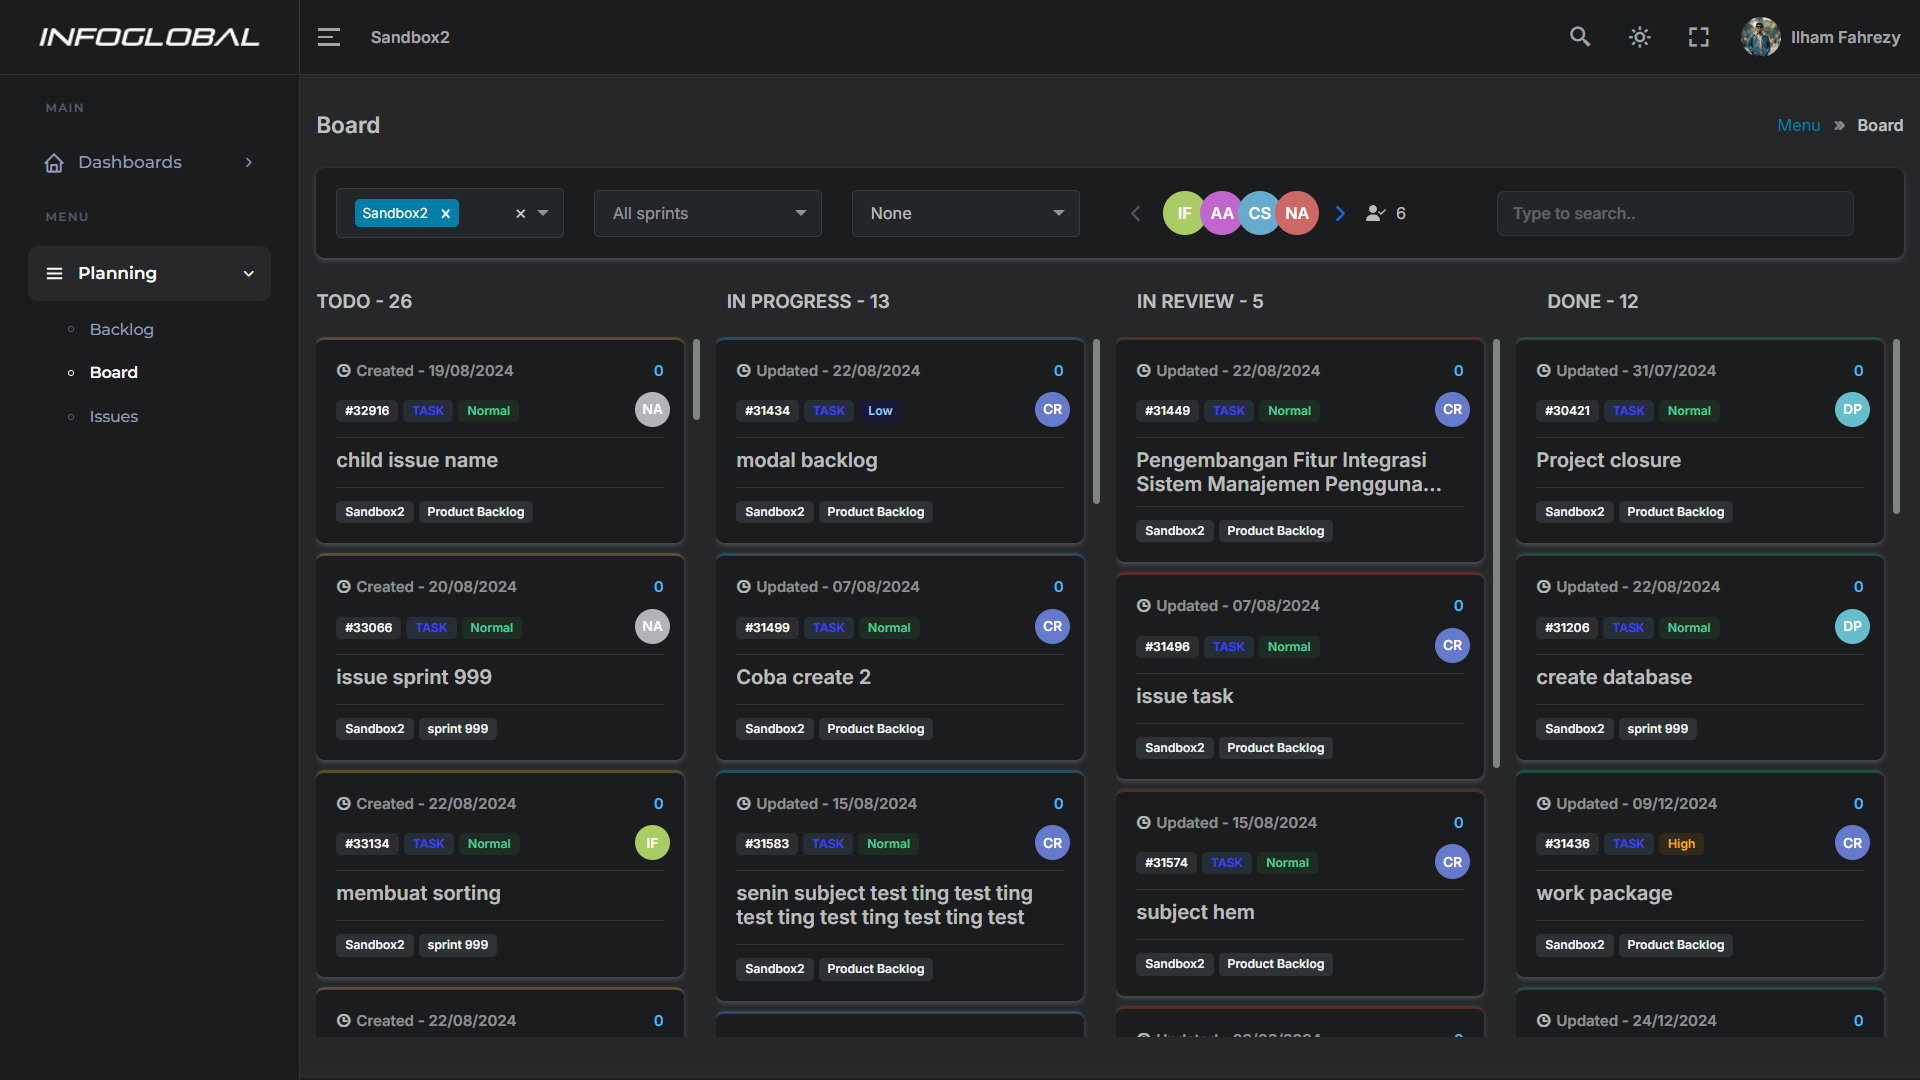 INFOGLOBAL
Sandbox2
Ilham Fahrezy
MAIN
Dashboards
MENU
Planning
Backlog
Board
Issues
Board
Menu » Board
Sandbox2 × × All sprints None IF AA CS NA 6 Type to search..
TODO - 26
Created - 19/08/2024 0
#32916 TASK Normal NA
child issue name
Sandbox2 Product Backlog
Created - 20/08/2024 0
#33066 TASK Normal NA
issue sprint 999
Sandbox2 sprint 999
Created - 22/08/2024 0
#33134 TASK Normal IF
membuat sorting
Sandbox2 sprint 999
Created - 22/08/2024 0
IN PROGRESS - 13
Updated - 22/08/2024 0
#31434 TASK Low CR
modal backlog
Sandbox2 Product Backlog
Updated - 07/08/2024 0
#31499 TASK Normal CR
Coba create 2
Sandbox2 Product Backlog
Updated - 15/08/2024 0
#31583 TASK Normal CR
senin subject test ting test ting
test ting test ting test ting test
Sandbox2 Product Backlog
IN REVIEW - 5
Updated - 22/08/2024 0
#31449 TASK Normal CR
Pengembangan Fitur Integrasi
Sistem Manajemen Pengguna...
Sandbox2 Product Backlog
Updated - 07/08/2024 0
#31496 TASK Normal CR
issue task
Sandbox2 Product Backlog
Updated - 15/08/2024 0
#31574 TASK Normal CR
subject hem
Sandbox2 Product Backlog
DONE - 12
Updated - 31/07/2024 0
#30421 TASK Normal DP
Project closure
Sandbox2 Product Backlog
Updated - 22/08/2024 0
#31206 TASK Normal DP
create database
Sandbox2 sprint 999
Updated - 09/12/2024 0
#31436 TASK High CR
work package
Sandbox2 Product Backlog
Updated - 24/12/2024 0